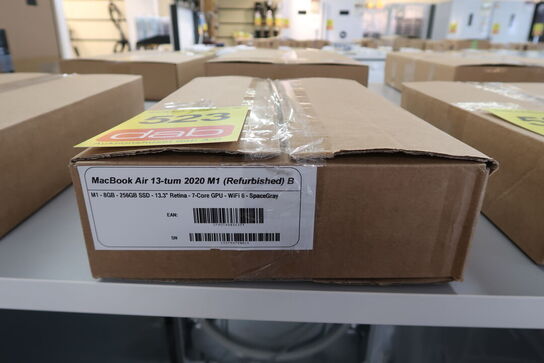 523
dab
MacBook Air 13-tum 2020 M1 (Refurbished) B
M1 - 8GB - 256GB SSD - 13.3" Retina - 7-Core GPU - WiFi 6 - SpaceGray
EAN:
SN